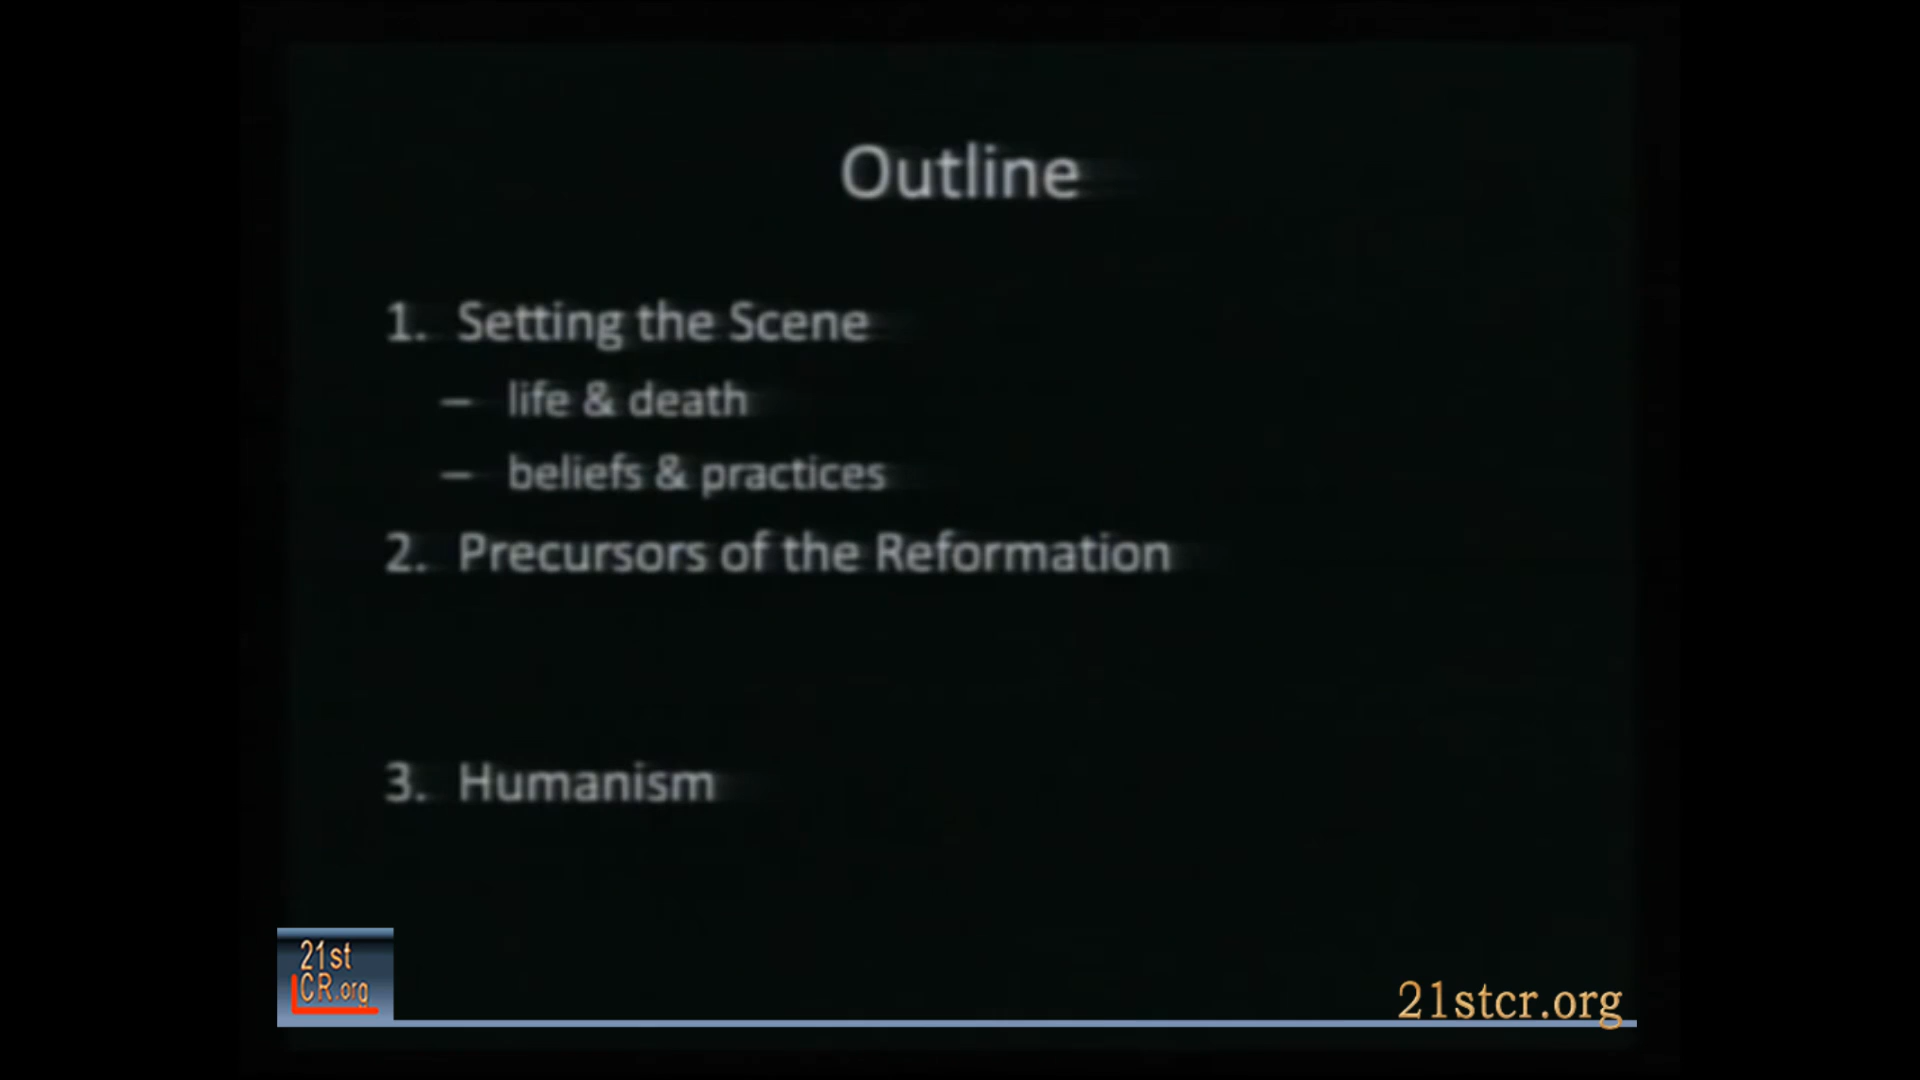 Outline
1. Setting the Scene
– life & death
– beliefs & practices
2. Precursors of the Reformation
3. Humanism
21st
CR.org
21stcr.org